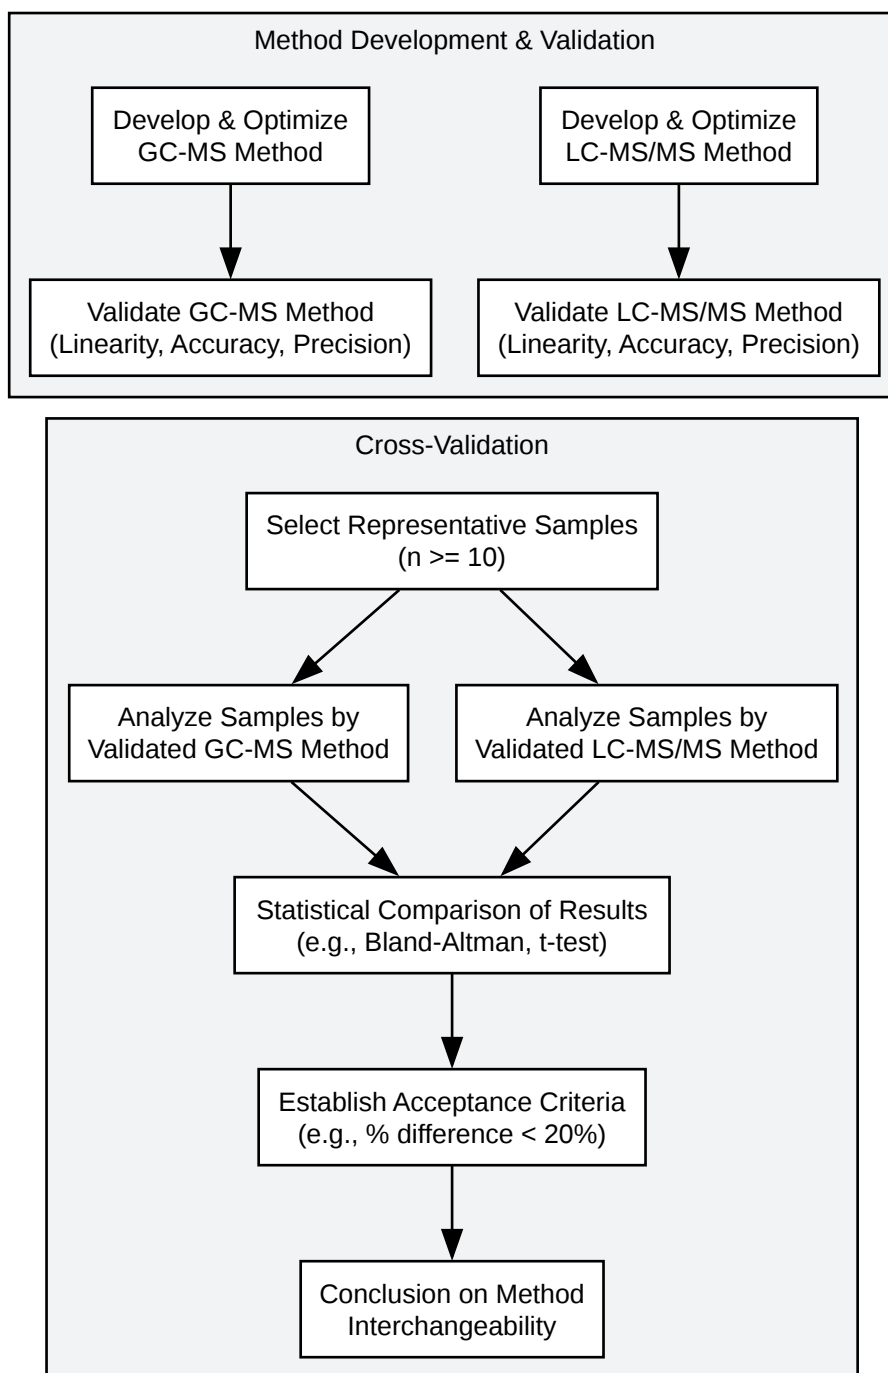 Method Development & Validation
Develop & Optimize
GC-MS Method
Develop & Optimize
LC-MS/MS Method
Validate GC-MS Method
(Linearity, Accuracy, Precision)
Validate LC-MS/MS Method
(Linearity, Accuracy, Precision)
Cross-Validation
Select Representative Samples
(n >= 10)
Analyze Samples by
Validated GC-MS Method
Analyze Samples by
Validated LC-MS/MS Method
Statistical Comparison of Results
(e.g., Bland-Altman, t-test)
Establish Acceptance Criteria
(e.g., % difference < 20%)
Conclusion on Method
Interchangeability